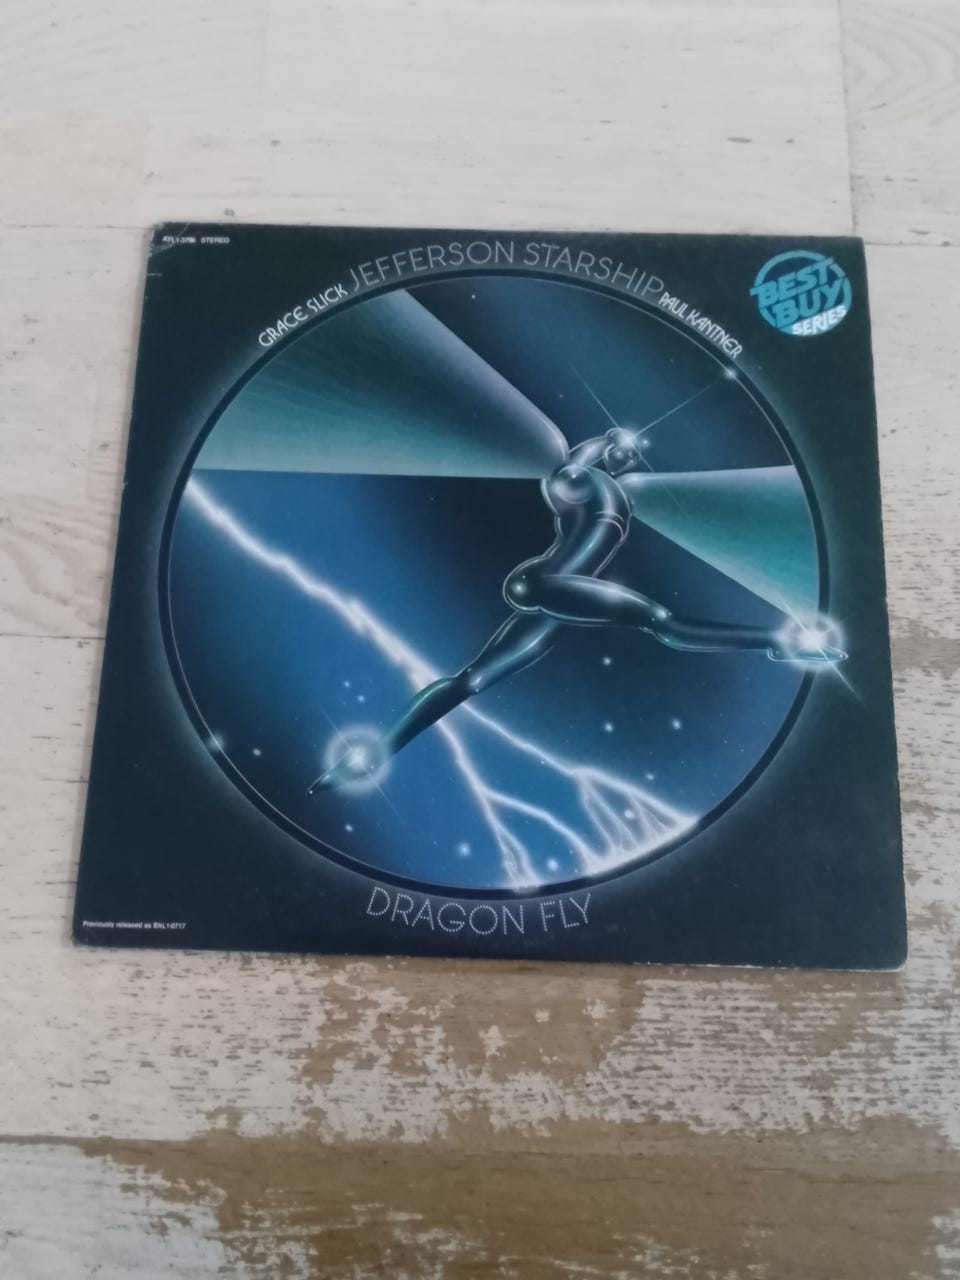 AYL1-3796 STEREO
GRACE SLICK JEFFERSON STARSHIP PAUL KANTNER
BEST
BUY
SERIES
DRAGON FLY
Previously released as BXL1-0717